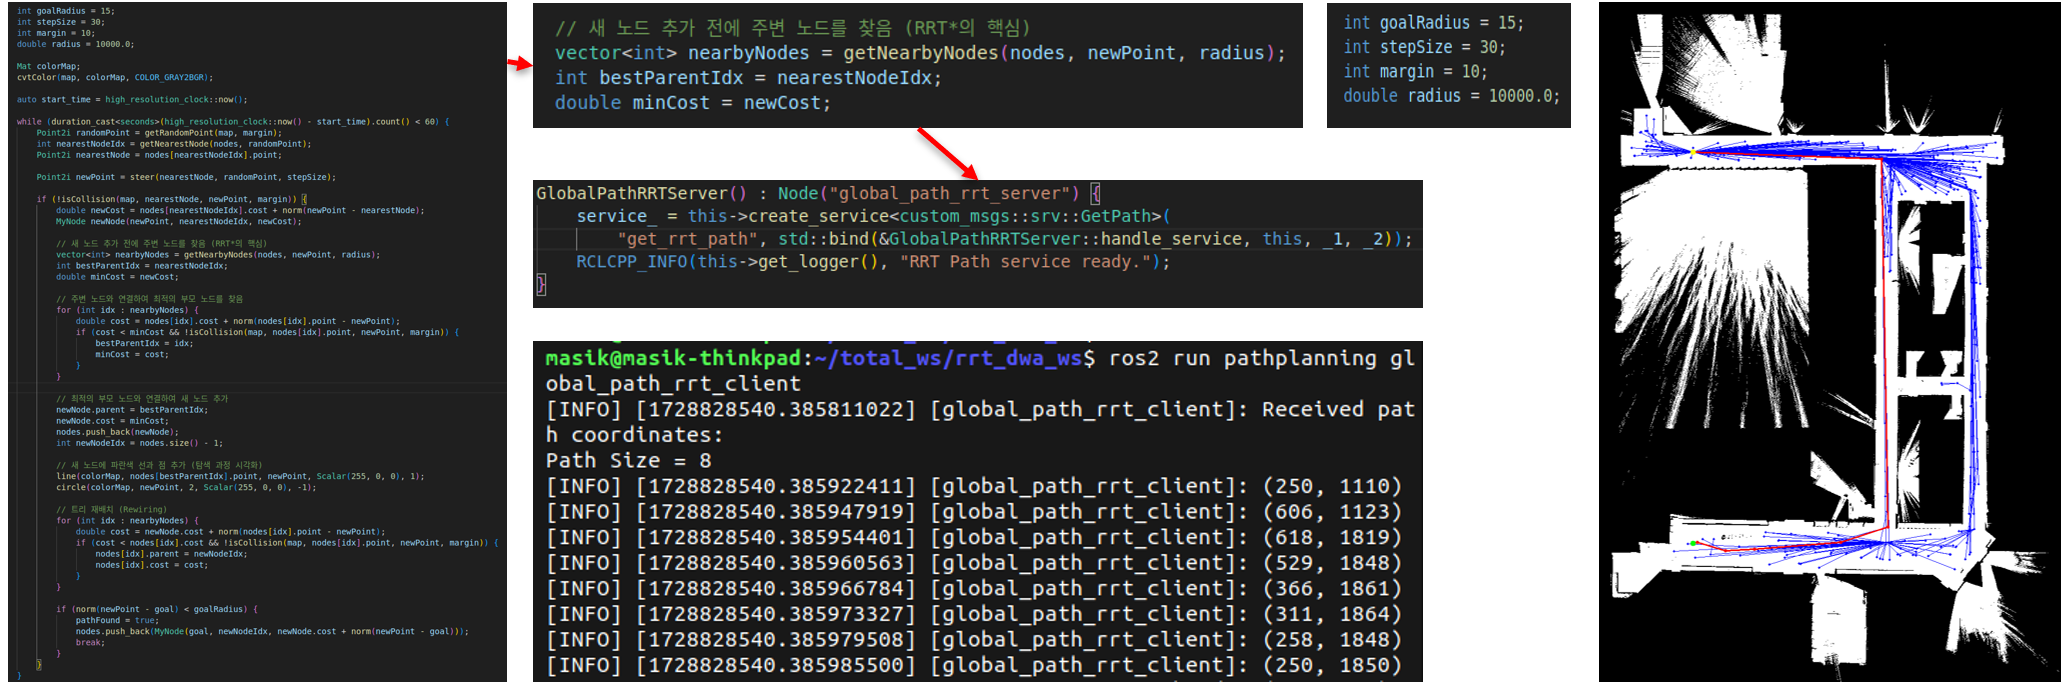 int goalRadius = 15;
int stepSize = 30;
int margin = 10;
double radius = 10000.0;
Mat colorMap;
cvtColor(map, colorMap, COLOR_GRAY2BGR);
auto start_time = high_resolution_clock::now();
while (duration_cast<seconds>(high_resolution_clock::now() - start_time).count() < 60) {
Point2i randomPoint = getRandomPoint(map, margin);
int nearestNodeIdx = getNearestNode(nodes, randomPoint);
Point2i nearestNode = nodes[nearestNodeIdx].point;
Point2i newPoint = steer(nearestNode, randomPoint, stepSize);
if (!isCollision(map, nearestNode, newPoint, margin)) {
double newCost = nodes[nearestNodeIdx].cost + norm(newPoint - nearestNode);
MyNode newNode(newPoint, nearestNodeIdx, newCost);
// 새 노드 추가 전에 주변 노드를 찾음 (RRT*의 핵심)
vector<int> nearbyNodes = getNearbyNodes(nodes, newPoint, radius);
int bestParentIdx = nearestNodeIdx;
double minCost = newCost;
// 주변 노드와 연결하여 최적의 부모 노드를 찾음
for (int idx : nearbyNodes) {
double cost = nodes[idx].cost + norm(nodes[idx].point - newPoint);
if (cost < minCost && !isCollision(map, nodes[idx].point, newPoint, margin)) {
bestParentIdx = idx;
minCost = cost;
}
}
// 최적의 부모 노드와 연결하여 새 노드 추가
newNode.parent = bestParentIdx;
newNode.cost = minCost;
nodes.push_back(newNode);
int newNodeIdx = nodes.size() - 1;
// 새 노드에 파란색 선과 점 추가 (탐색 과정 시각화)
line(colorMap, nodes[bestParentIdx].point, newPoint, Scalar(255, 0, 0), 1);
circle(colorMap, newPoint, 2, Scalar(255, 0, 0), -1);
// 트리 재배치 (Rewiring)
for (int idx : nearbyNodes) {
double cost = newNode.cost + norm(nodes[idx].point - newPoint);
if (cost < nodes[idx].cost && !isCollision(map, nodes[idx].point, newPoint, margin)) {
nodes[idx].parent = newNodeIdx;
nodes[idx].cost = cost;
}
}
if (norm(newPoint - goal) < goalRadius) {
pathFound = true;
nodes.push_back(MyNode(goal, newNodeIdx, newNode.cost + norm(newPoint - goal)));
break;
}
}
}
// 새 노드 추가 전에 주변 노드를 찾음 (RRT*의 핵심)
vector<int> nearbyNodes = getNearbyNodes(nodes, newPoint, radius);
int bestParentIdx = nearestNodeIdx;
double minCost = newCost;
int goalRadius = 15;
int stepSize = 30;
int margin = 10;
double radius = 10000.0;
GlobalPathRRTServer() : Node("global_path_rrt_server") {
service_ = this->create_service<custom_msgs::srv::GetPath>(
"get_rrt_path", std::bind(&GlobalPathRRTServer::handle_service, this, _1, _2));
RCLCPP_INFO(this->get_logger(), "RRT Path service ready.");
}
masik@masik-thinkpad:~/total_ws/rrt_dwa_ws$ ros2 run pathplanning gl
obal_path_rrt_client
[INFO] [1728828540.385811022] [global_path_rrt_client]: Received pat
h coordinates:
Path Size = 8
[INFO] [1728828540.385922411] [global_path_rrt_client]: (250, 1110)
[INFO] [1728828540.385947919] [global_path_rrt_client]: (606, 1123)
[INFO] [1728828540.385954401] [global_path_rrt_client]: (618, 1819)
[INFO] [1728828540.385960563] [global_path_rrt_client]: (529, 1848)
[INFO] [1728828540.385966784] [global_path_rrt_client]: (366, 1861)
[INFO] [1728828540.385973327] [global_path_rrt_client]: (311, 1864)
[INFO] [1728828540.385979508] [global_path_rrt_client]: (258, 1848)
[INFO] [1728828540.385985500] [global_path_rrt_client]: (250, 1850)